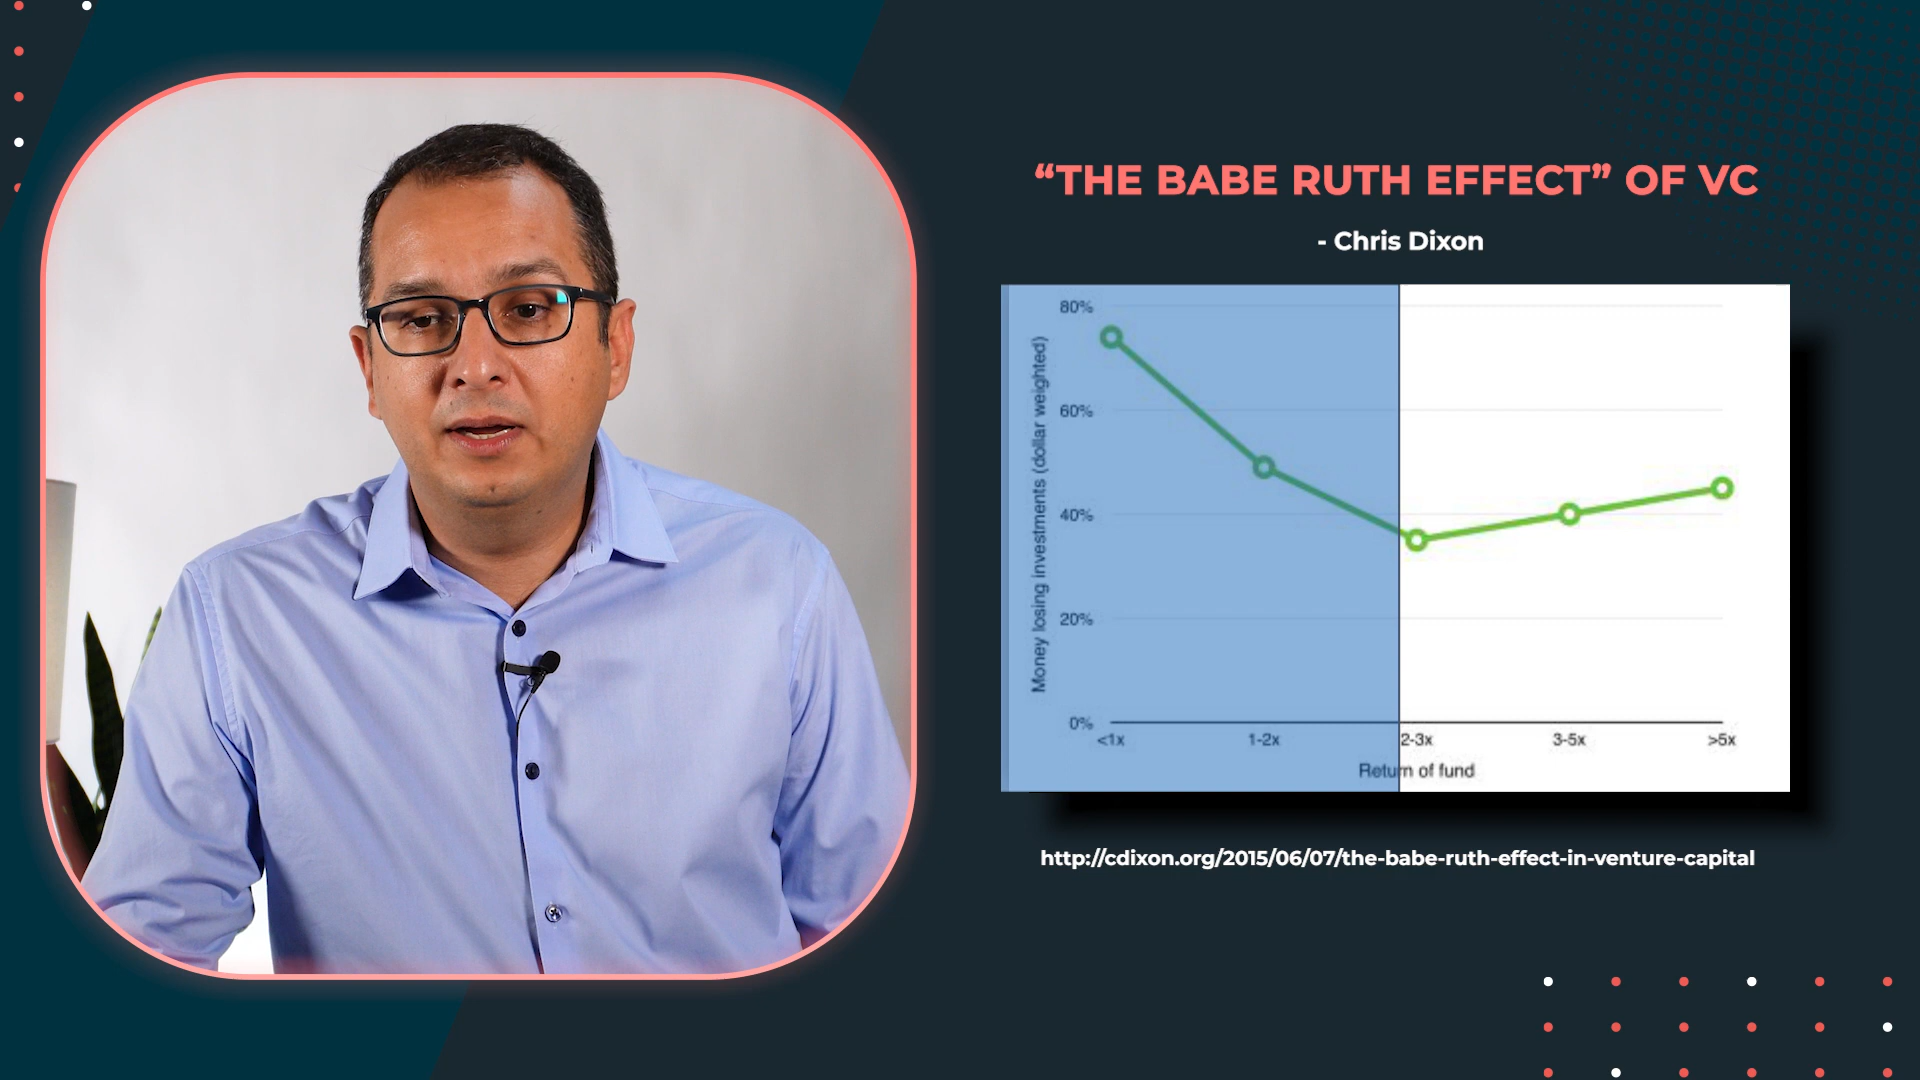 “THE BABE RUTH EFFECT” OF VC
- Chris Dixon
Money losing investments (dollar weighted)
80%
60%
40%
20%
0%
<1x 1-2x 2-3x 3-5x >5x
Return of fund
http://cdixon.org/2015/06/07/the-babe-ruth-effect-in-venture-capital